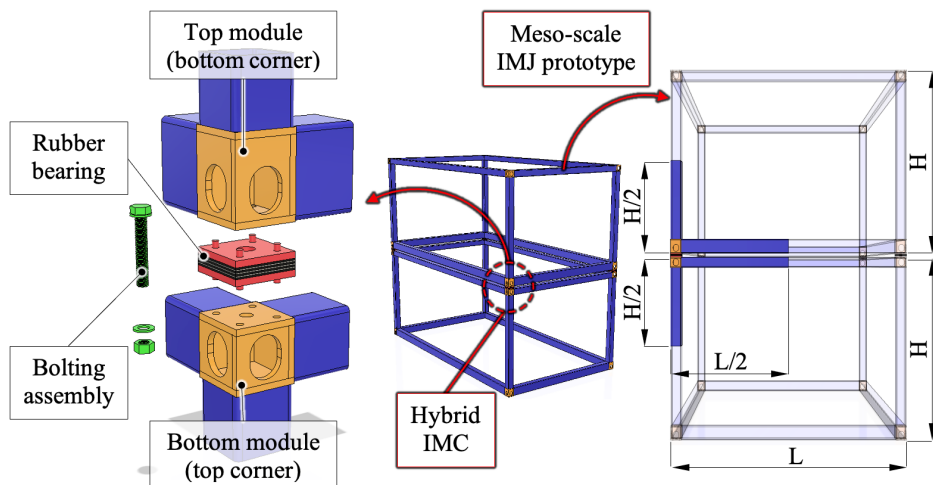 Top module
(bottom corner)
Rubber
bearing
Bolting
assembly
Bottom module
(top corner)
Meso-scale
IMJ prototype
Hybrid
IMC
H/2
H/2
L/2
H
H
L